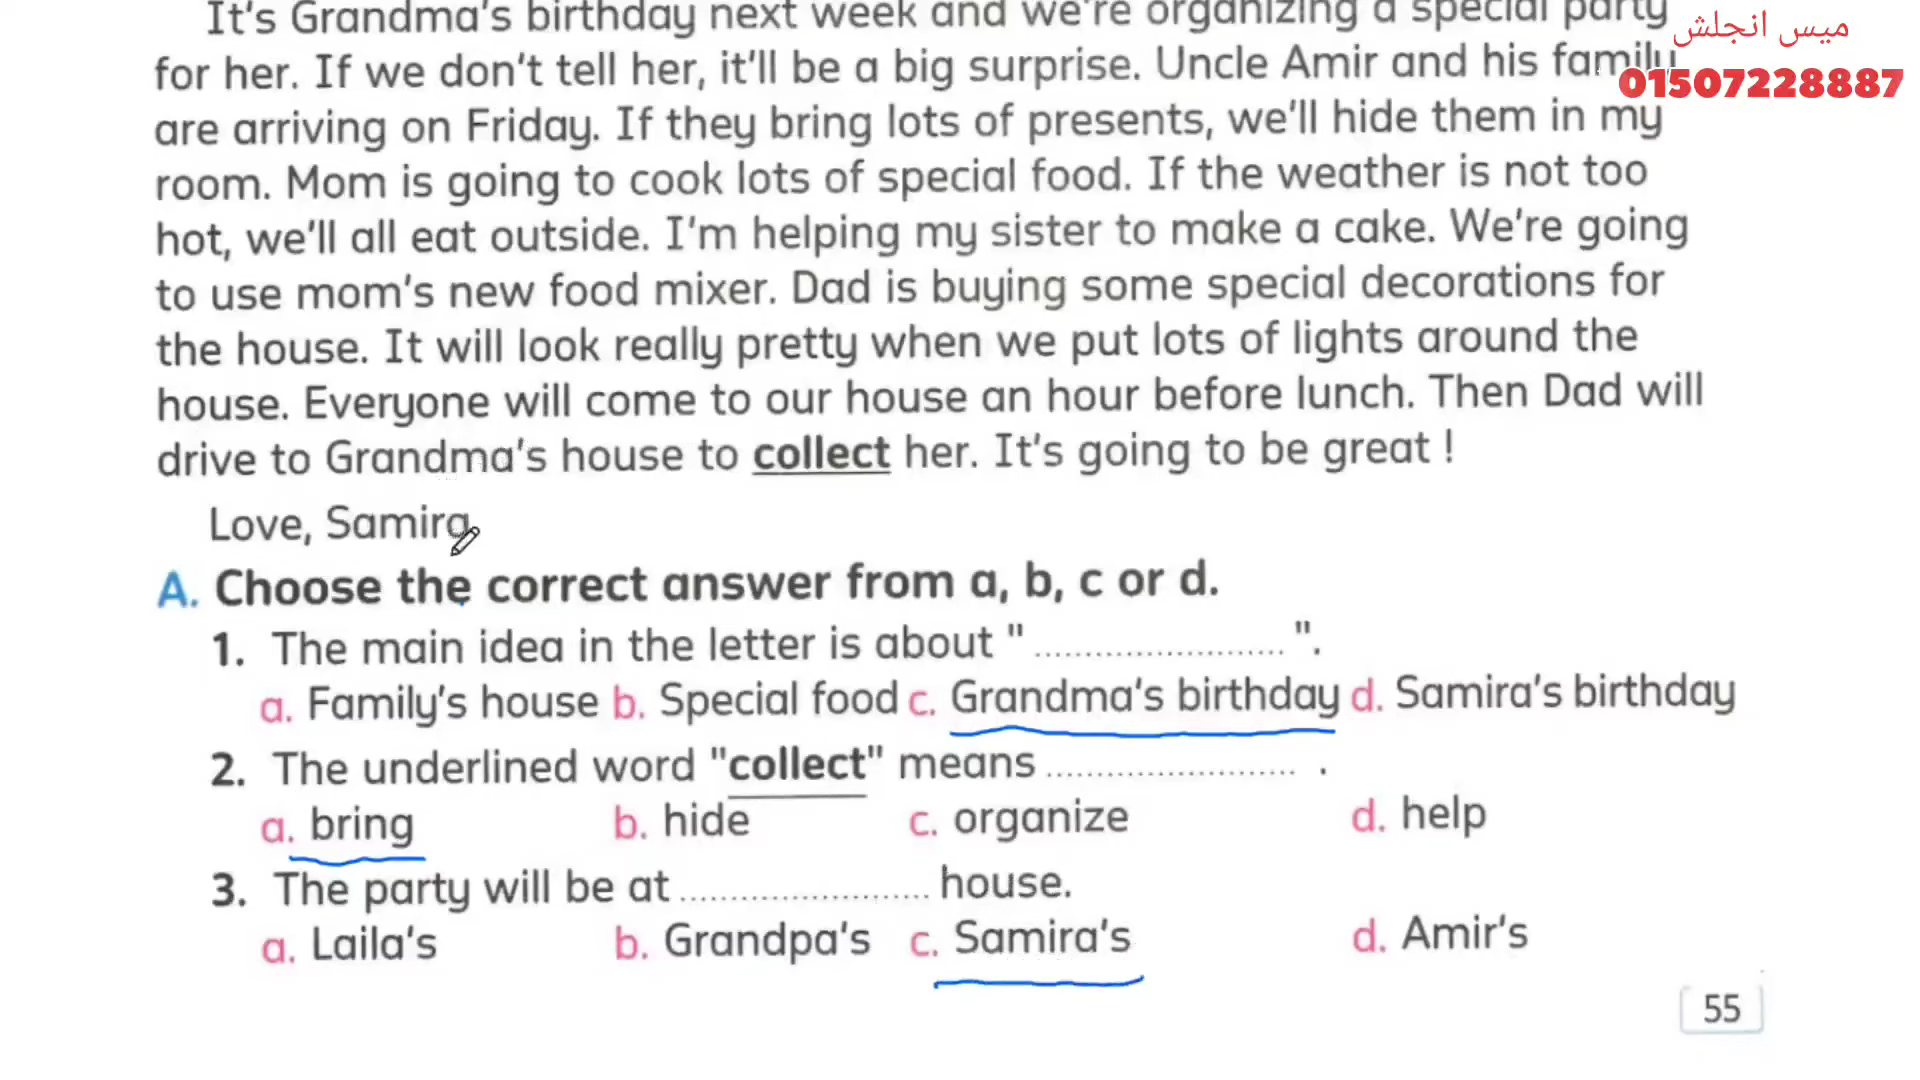 It's Grandma's birthday next week and we're organizing a special party
ميس انجلش
for her. If we don't tell her, it'll be a big surprise. Uncle Amir and his family
01507228887
are arriving on Friday. If they bring lots of presents, we'll hide them in my
room. Mom is going to cook lots of special food. If the weather is not too
hot, we'll all eat outside. I'm helping my sister to make a cake. We're going
to use mom's new food mixer. Dad is buying some special decorations for
the house. It will look really pretty when we put lots of lights around the
house. Everyone will come to our house an hour before lunch. Then Dad will
drive to Grandma's house to collect her. It's going to be great !
Love, Samira
A. Choose the correct answer from a, b, c or d.
1. The main idea in the letter is about " ........................ ".
a. Family's house b. Special food c. Grandma's birthday d. Samira's birthday
2. The underlined word "collect" means ........................ .
a. bring b. hide c. organize d. help
3. The party will be at ........................ house.
a. Laila's b. Grandpa's c. Samira's d. Amir's
55